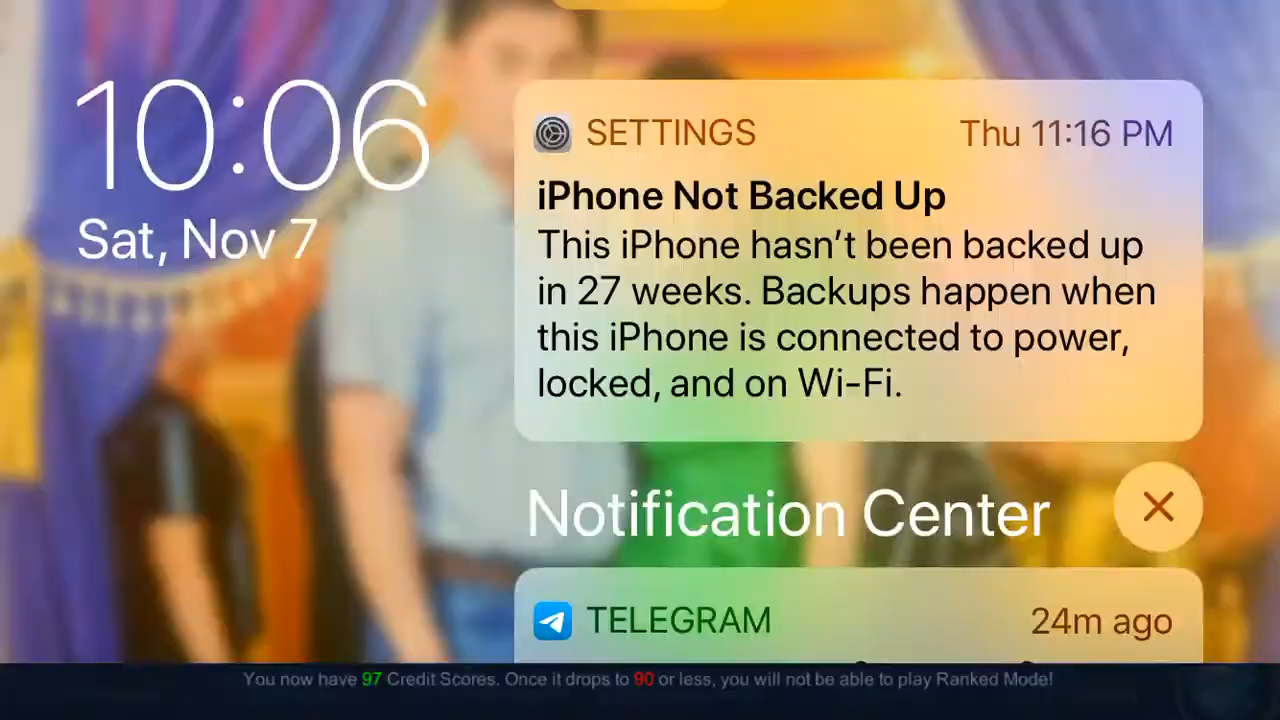 10:06
Sat, Nov 7
SETTINGS
Thu 11:16 PM
iPhone Not Backed Up
This iPhone hasn’t been backed up
in 27 weeks. Backups happen when
this iPhone is connected to power,
locked, and on Wi-Fi.
Notification Center
TELEGRAM
24m ago
You now have 97 Credit Scores. Once it drops to 90 or less, you will not be able to play Ranked Mode!